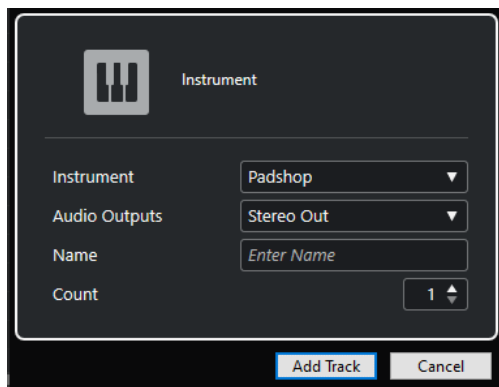 Instrument
Instrument Padshop
Audio Outputs Stereo Out
Name Enter Name
Count 1
Add Track Cancel